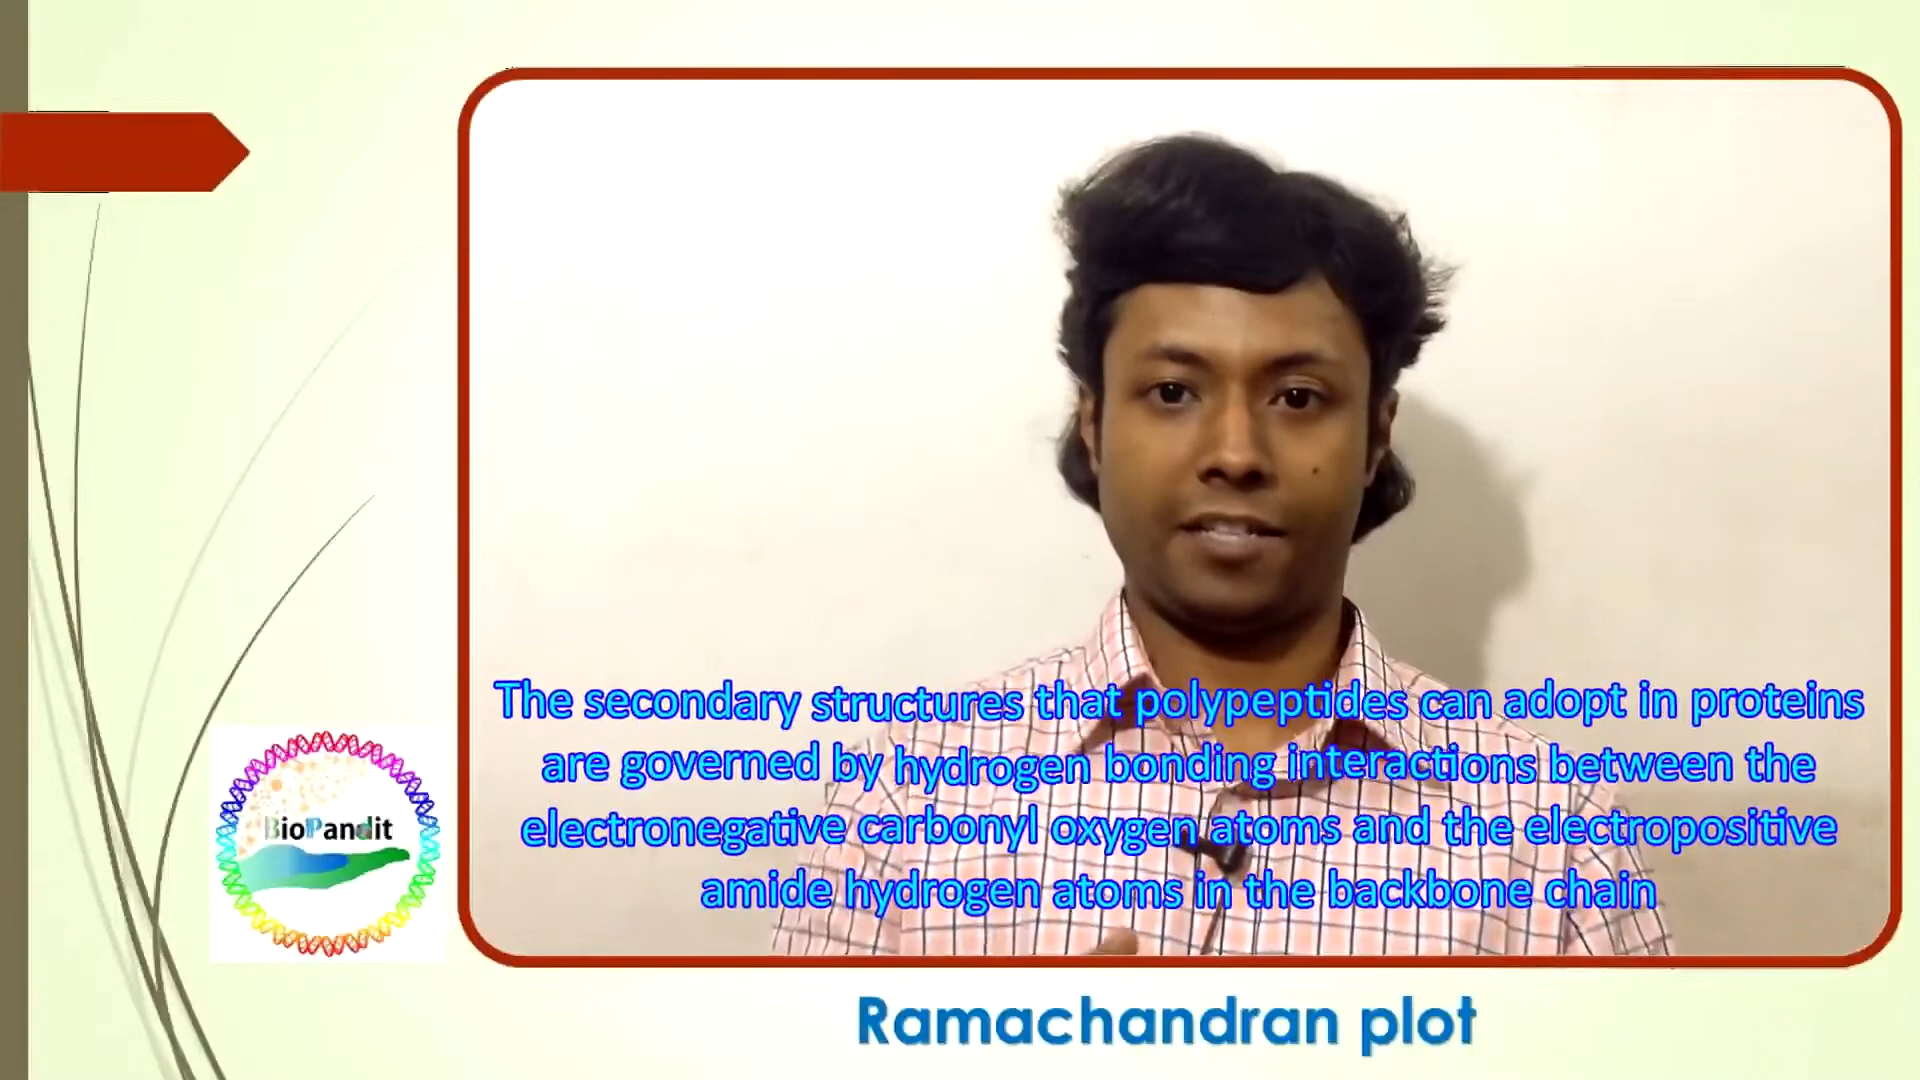 The secondary structures that polypeptides can adopt in proteins
are governed by hydrogen bonding interactions between the
electronegative carbonyl oxygen atoms and the electropositive
amide hydrogen atoms in the backbone chain
BioPandit
Ramachandran plot